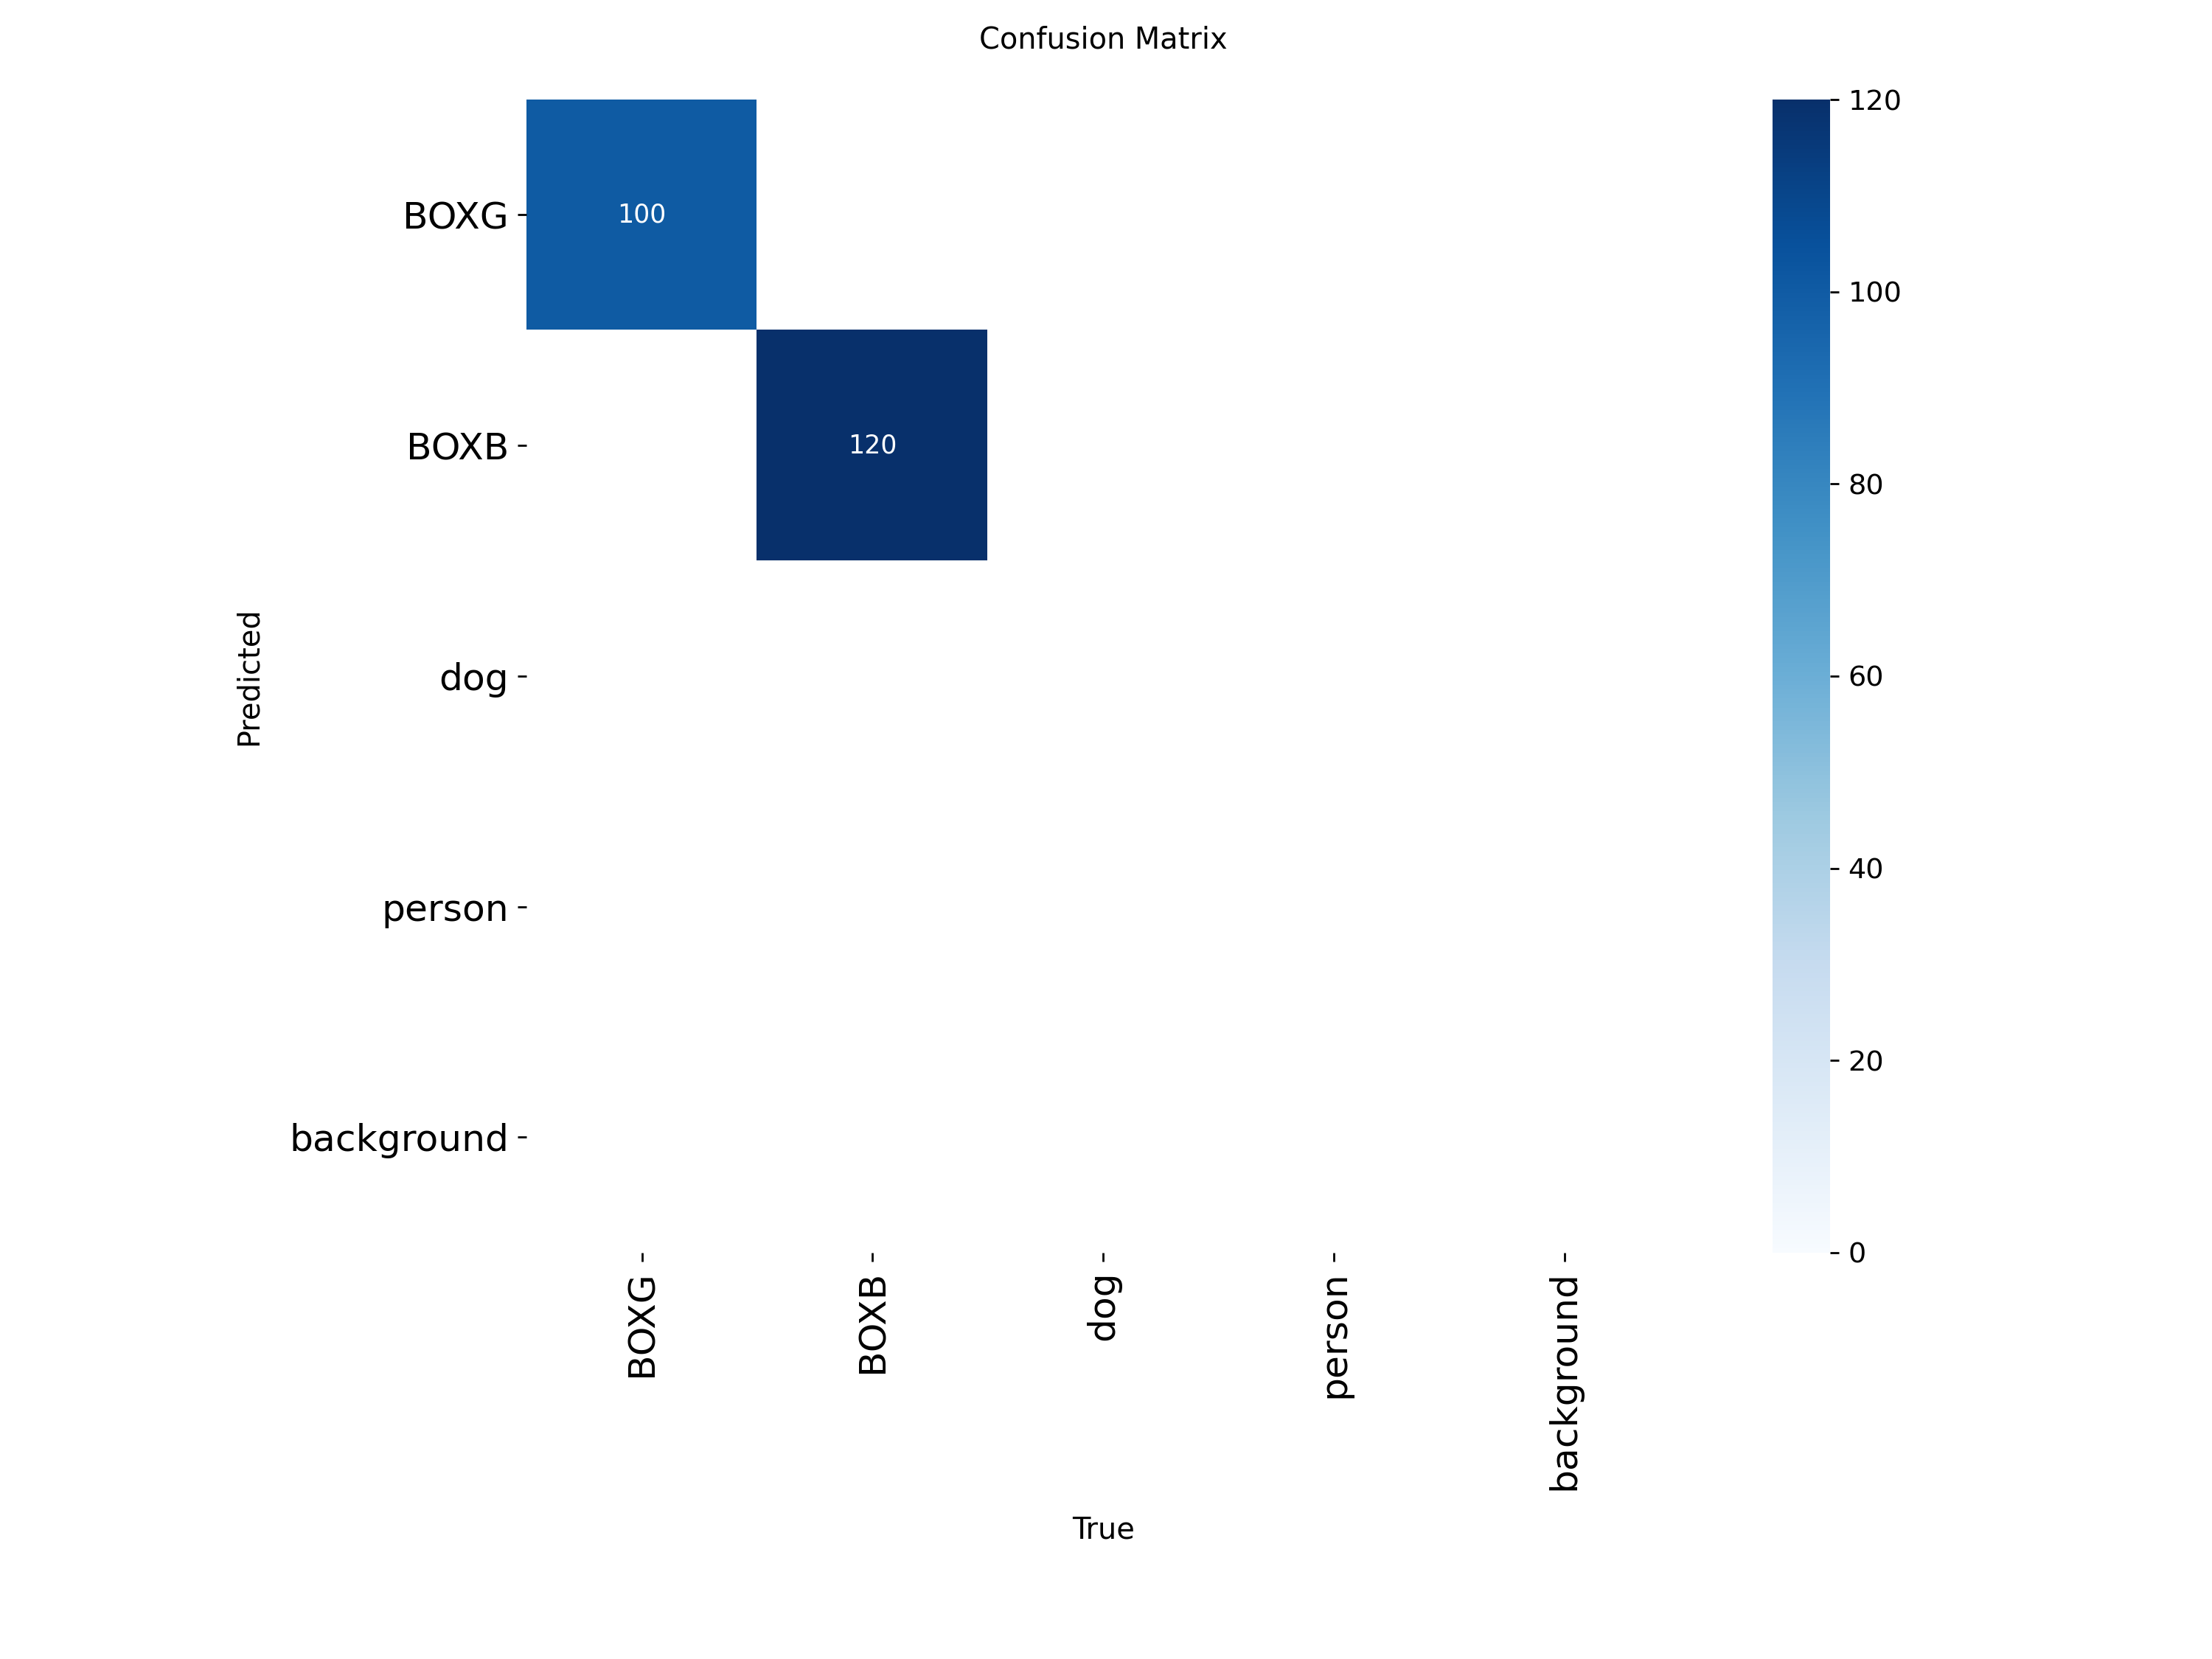 Confusion Matrix
BOXG
100
BOXB
120
dog
person
background
Predicted
BOXG
BOXB
dog
person
background
True
120
100
80
60
40
20
0